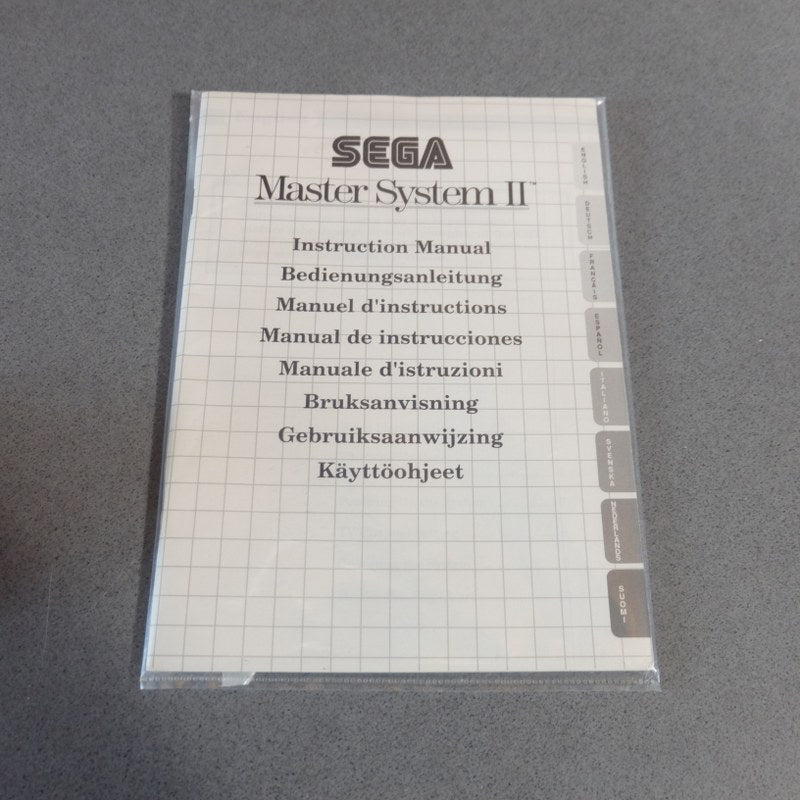 SEGA
Master System II™
Instruction Manual
Bedienungsanleitung
Manuel d'instructions
Manual de instrucciones
Manuale d'istruzioni
Bruksanvisning
Gebruiksaanwijzing
Käyttöohjeet
ENGLISH
DEUTSCH
FRANÇAIS
ESPAÑOL
ITALIANO
SVENSKA
NEDERLANDS
SUOMI